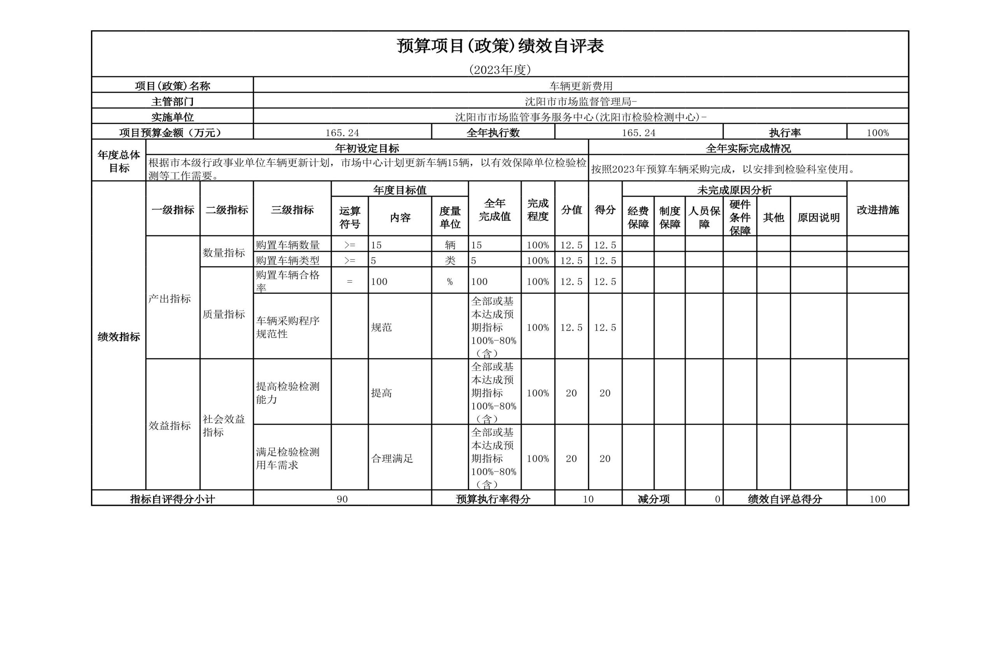 预算项目(政策)绩效自评表
(2023年度)
项目(政策)名称 车辆更新费用
主管部门 沈阳市市场监督管理局-
实施单位 沈阳市市场监管事务服务中心(沈阳市检验检测中心)-
项目预算金额（万元） 165.24 全年执行数 165.24 执行率 100%
年度总体
目标
年初设定目标 全年实际完成情况
根据市本级行政事业单位车辆更新计划，市场中心计划更新车辆15辆，以有效保障单位检验检
测等工作需要。
按照2023年预算车辆采购完成，以安排到检验科室使用。
绩效指标
一级指标 二级指标 三级指标
年度目标值
运算
符号
内容
度量
单位
全年
完成值
完成
程度
分值 得分
未完成原因分析
经费
保障
制度
保障
人员保
障
硬件
条件
保障
其他 原因说明
改进措施
产出指标
数量指标
购置车辆数量 >= 15 辆 15 100% 12.5 12.5
购置车辆类型 >= 5 类 5 100% 12.5 12.5
质量指标
购置车辆合格
率
= 100 % 100 100% 12.5 12.5
车辆采购程序
规范性
规范
全部或基
本达成预
期指标
100%-80%
（含）
100% 12.5 12.5
效益指标
社会效益
指标
提高检验检测
能力
提高
全部或基
本达成预
期指标
100%-80%
（含）
100% 20 20
满足检验检测
用车需求
合理满足
全部或基
本达成预
期指标
100%-80%
（含）
100% 20 20
指标自评得分小计 90 预算执行率得分 10 减分项 0 绩效自评总得分 100